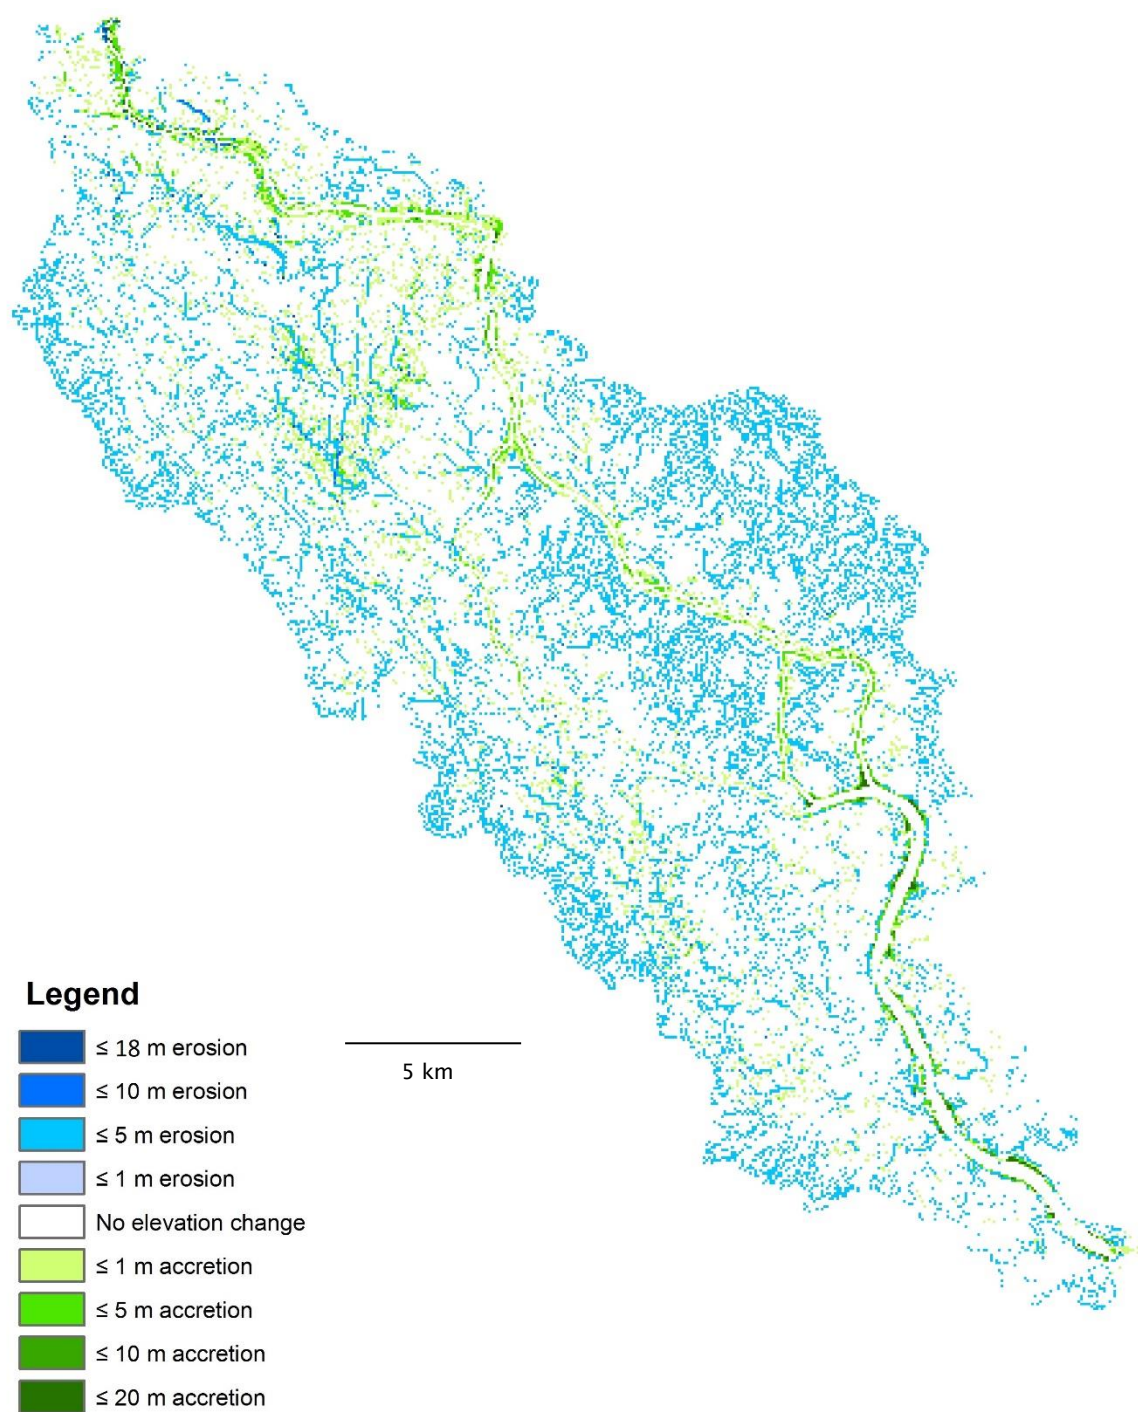 Legend
≤ 18 m erosion
≤ 10 m erosion
≤ 5 m erosion
≤ 1 m erosion
No elevation change
≤ 1 m accretion
≤ 5 m accretion
≤ 10 m accretion
≤ 20 m accretion
5 km